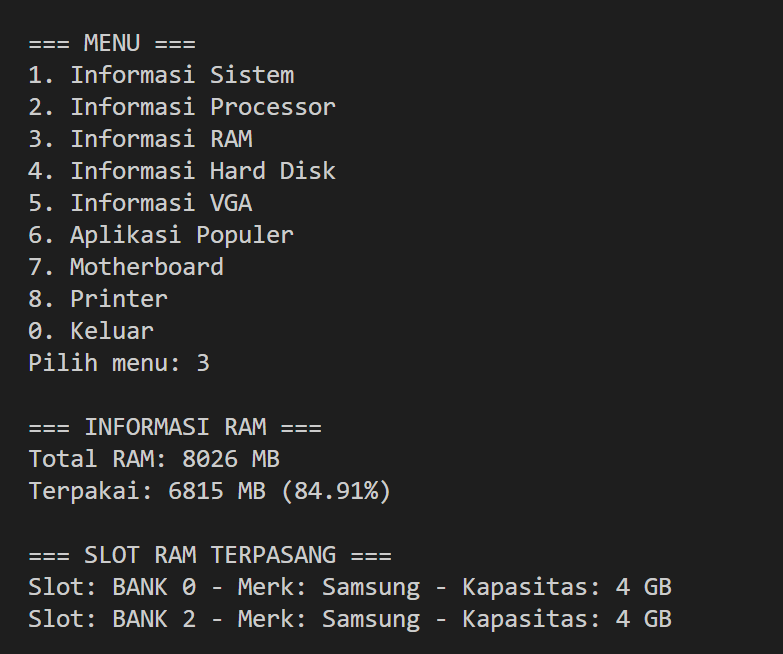 === MENU ===
1. Informasi Sistem
2. Informasi Processor
3. Informasi RAM
4. Informasi Hard Disk
5. Informasi VGA
6. Aplikasi Populer
7. Motherboard
8. Printer
0. Keluar
Pilih menu: 3
=== INFORMASI RAM ===
Total RAM: 8026 MB
Terpakai: 6815 MB (84.91%)
=== SLOT RAM TERPASANG ===
Slot: BANK 0 - Merk: Samsung - Kapasitas: 4 GB
Slot: BANK 2 - Merk: Samsung - Kapasitas: 4 GB